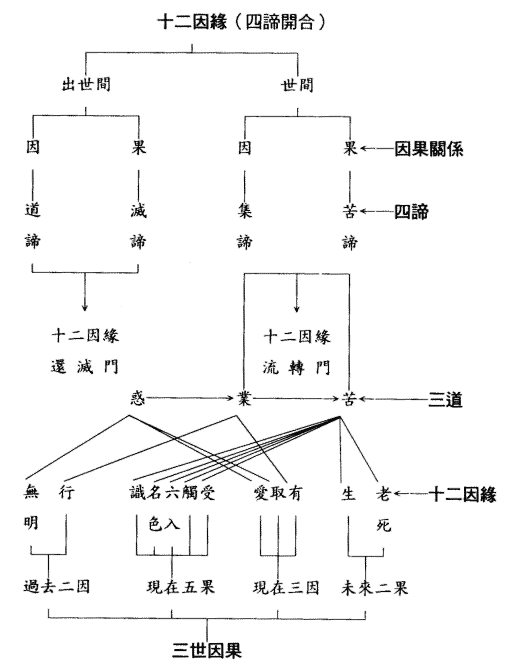 十二因緣（四諦開合）
出世間 世間
因 果 因 果 因果關係
道諦 滅諦 集諦 苦諦 四諦
十二因緣 十二因緣
還滅門 流轉門
惑 業 苦 三道
無明 行 識 名色 六入 觸 受 愛 取 有 生 老死 十二因緣
過去二因 現在五果 現在三因 未來二果
三世因果